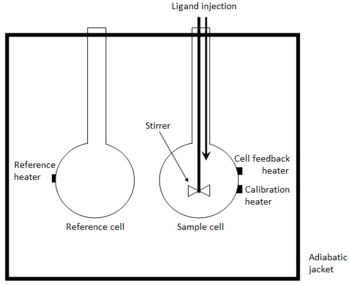 Ligand injection
Stirrer
Reference
heater
Cell feedback
heater
Calibration
heater
Reference cell
Sample cell
Adiabatic
jacket